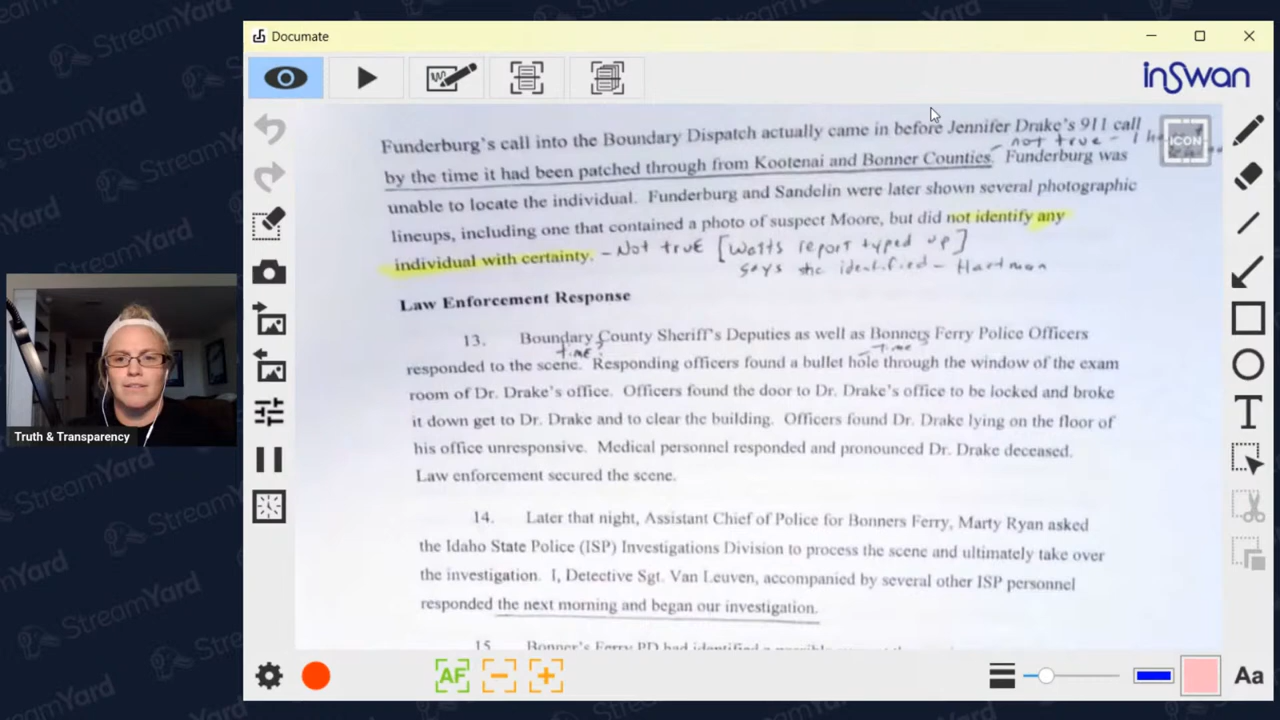 StreamYard
Documate
inSwan
ICON
Funderburg's call into the Boundary Dispatch actually came in before Jennifer Drake's 911 call
by the time it had been patched through from Kootenai and Bonner Counties. Funderburg was
- not true -
unable to locate the individual. Funderburg and Sandelin were later shown several photographic
lineups, including one that contained a photo of suspect Moore, but did not identify any
individual with certainty. - Not true [Watts report typed up]
says she identified - Hartman
Law Enforcement Response
13. Boundary County Sheriff's Deputies as well as Bonners Ferry Police Officers
time
time
responded to the scene. Responding officers found a bullet hole through the window of the exam
room of Dr. Drake's office. Officers found the door to Dr. Drake's office to be locked and broke
it down get to Dr. Drake and to clear the building. Officers found Dr. Drake lying on the floor of
his office unresponsive. Medical personnel responded and pronounced Dr. Drake deceased.
Law enforcement secured the scene.
14. Later that night, Assistant Chief of Police for Bonners Ferry, Marty Ryan asked
the Idaho State Police (ISP) Investigations Division to process the scene and ultimately take over
the investigation. I, Detective Sgt. Van Leuven, accompanied by several other ISP personnel
responded the next morning and began our investigation.
15. Bonner's Ferry PD had identified a
Truth & Transparency
AF
T
Aa